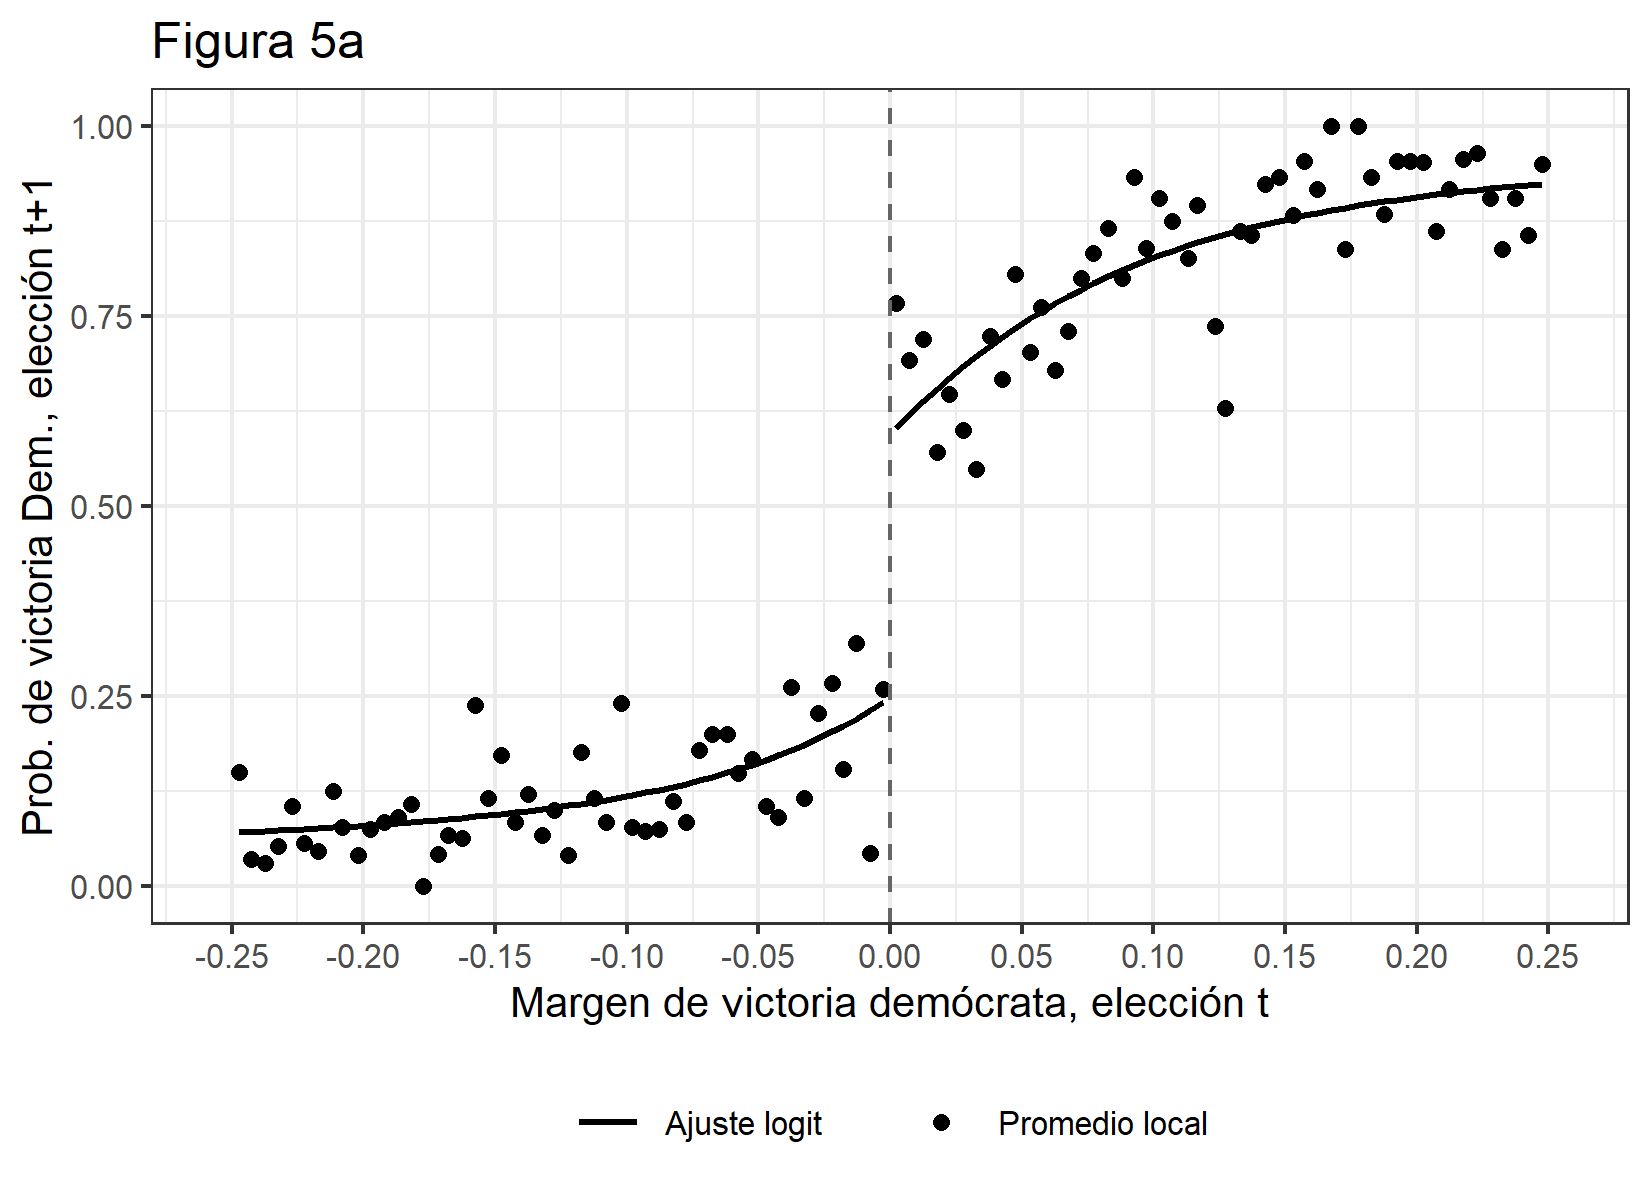 Figura 5a
Prob. de victoria Dem., elección t+1
1.00
0.75
0.50
0.25
0.00
-0.25 -0.20 -0.15 -0.10 -0.05 0.00 0.05 0.10 0.15 0.20 0.25
Margen de victoria demócrata, elección t
Ajuste logit Promedio local